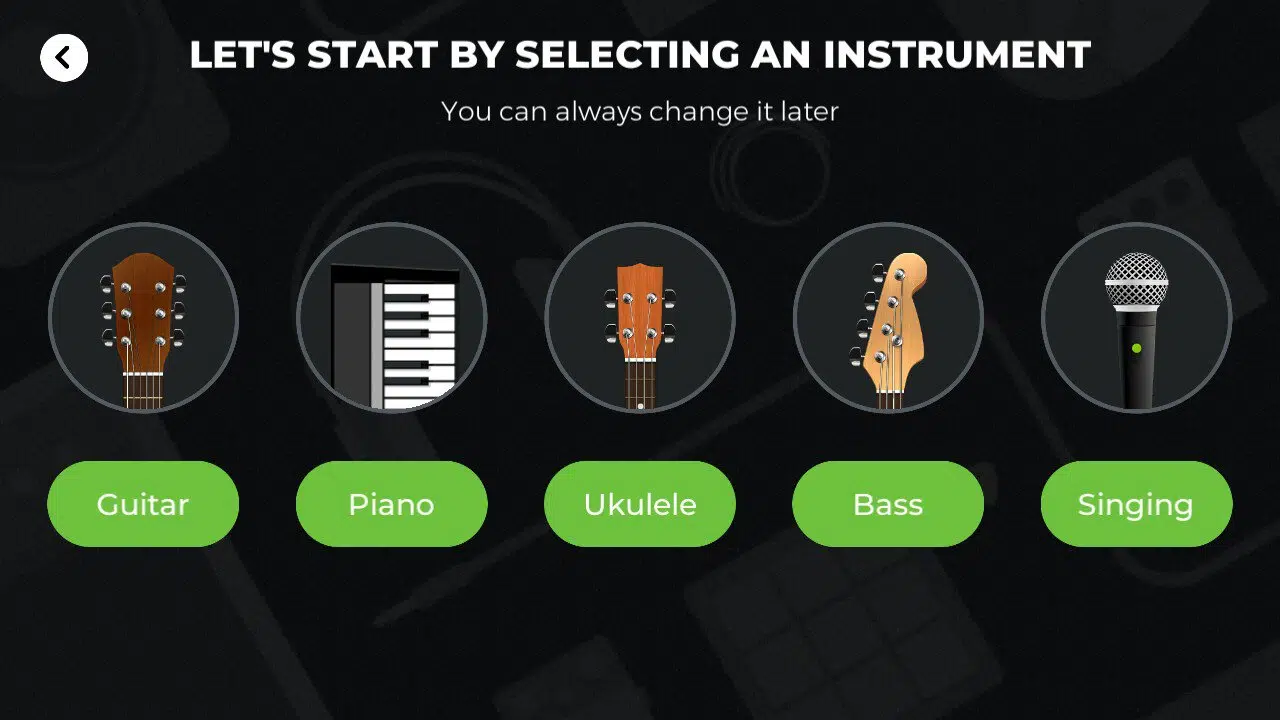 LET'S START BY SELECTING AN INSTRUMENT
You can always change it later
Guitar
Piano
Ukulele
Bass
Singing